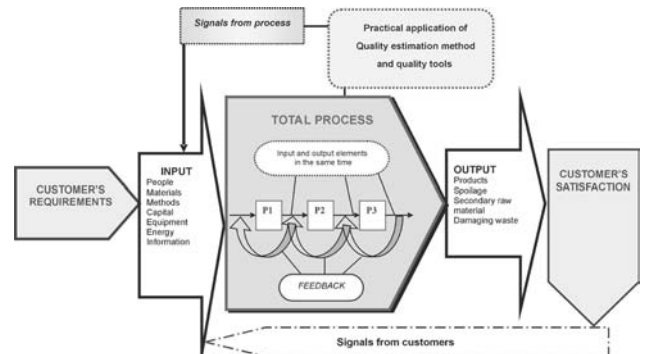 Signals from process
Practical application of
Quality estimation method
and quality tools
TOTAL PROCESS
Input and output elements
in the same time
CUSTOMER'S
REQUIREMENTS
INPUT
People
Materials
Methods
Capital
Equipment
Energy
Information
P1
P2
P3
FEEDBACK
OUTPUT
Products
Spoilage
Secondary raw
material
Damaging waste
CUSTOMER'S
SATISFACTION
Signals from customers